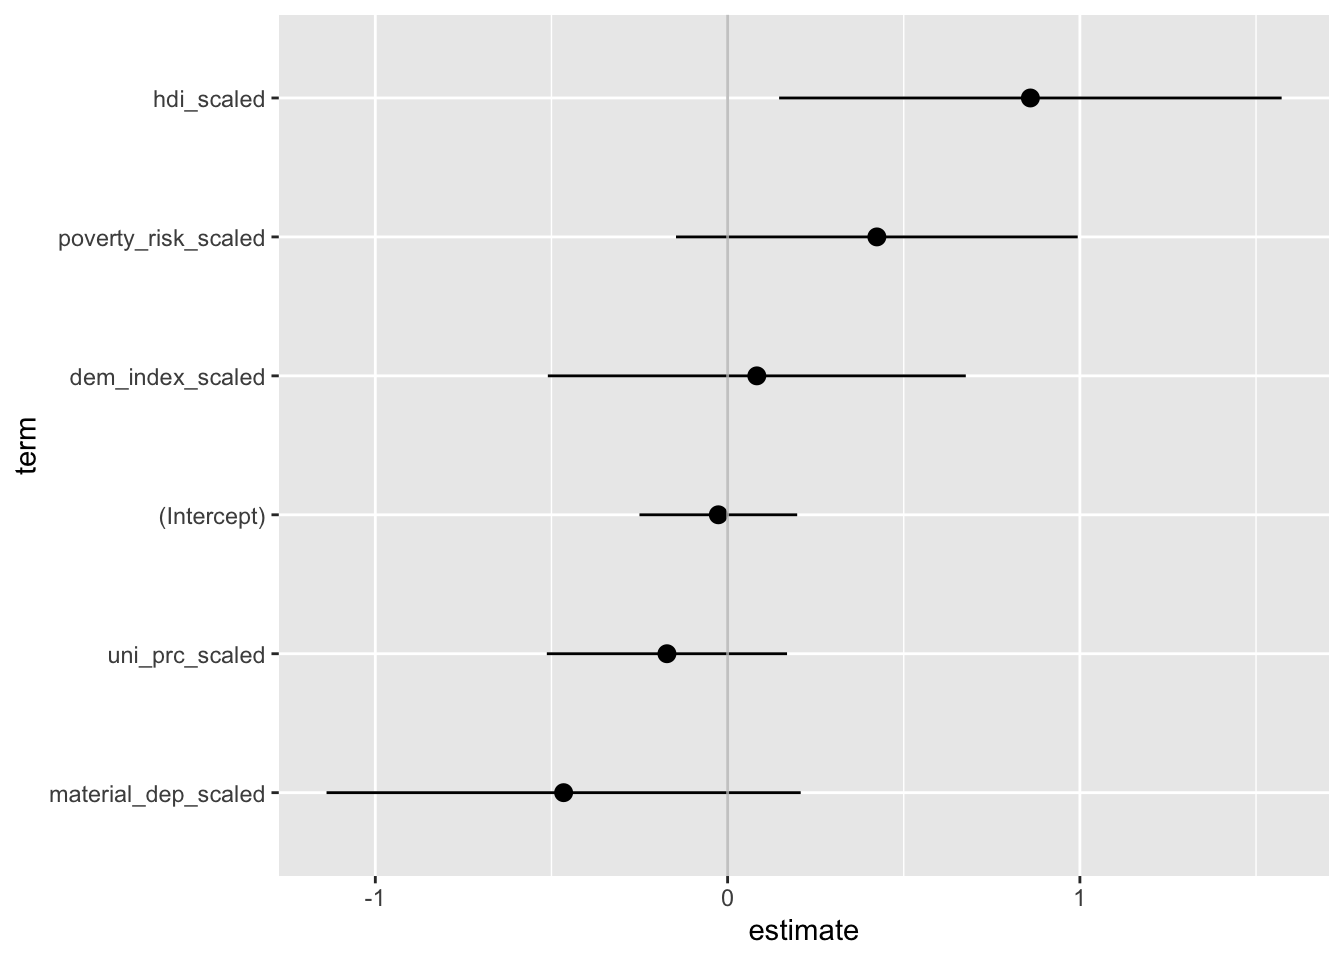 hdi_scaled
poverty_risk_scaled
dem_index_scaled
(Intercept)
uni_prc_scaled
material_dep_scaled
term
-1 0 1
estimate